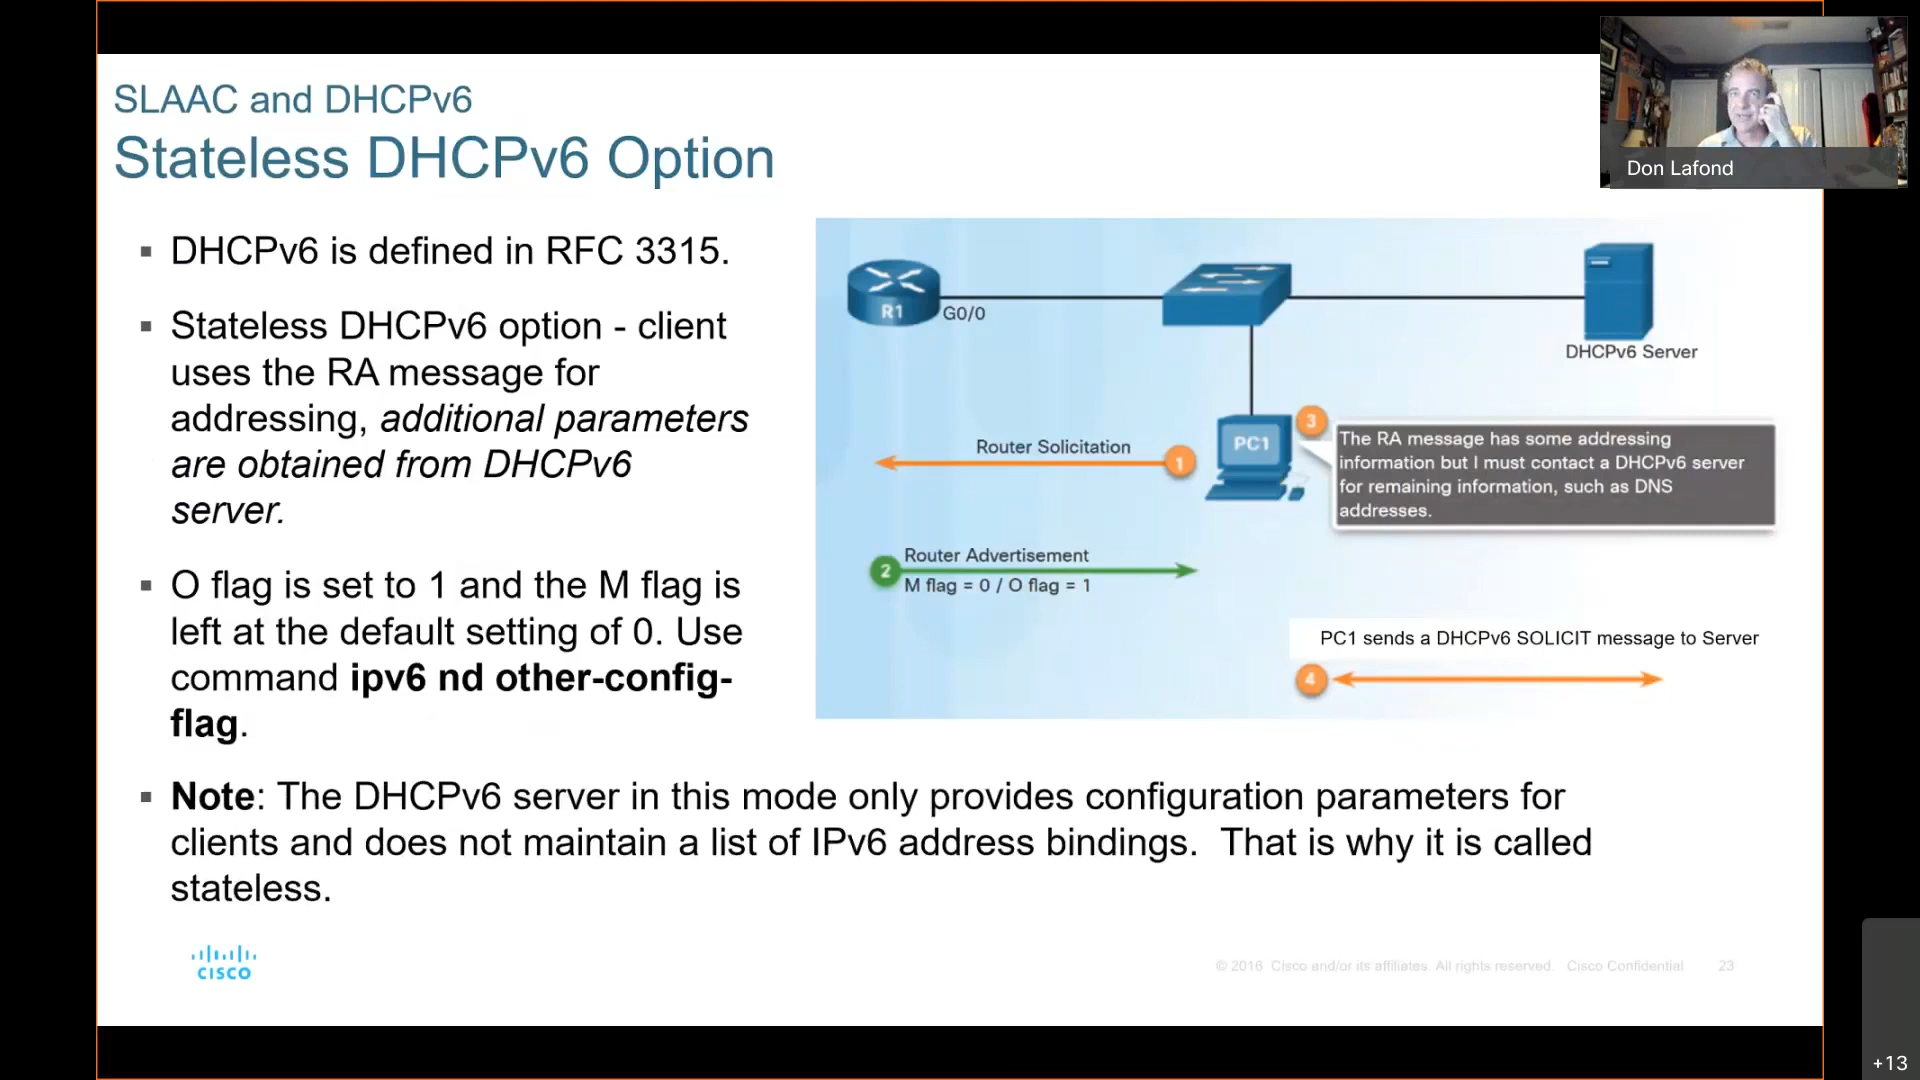 SLAAC and DHCPv6
Stateless DHCPv6 Option
Don Lafond
▪ DHCPv6 is defined in RFC 3315.
▪ Stateless DHCPv6 option - client
uses the RA message for
addressing, additional parameters
are obtained from DHCPv6
server.
▪ O flag is set to 1 and the M flag is
left at the default setting of 0. Use
command ipv6 nd other-config-
flag.
R1
G0/0
DHCPv6 Server
PC1
3
The RA message has some addressing
information but I must contact a DHCPv6 server
for remaining information, such as DNS
addresses.
Router Solicitation
1
Router Advertisement
2
M flag = 0 / O flag = 1
PC1 sends a DHCPv6 SOLICIT message to Server
4
▪ Note: The DHCPv6 server in this mode only provides configuration parameters for
clients and does not maintain a list of IPv6 address bindings.  That is why it is called
stateless.
CISCO
© 2016 Cisco and/or its affiliates. All rights reserved. Cisco Confidential 23
+13